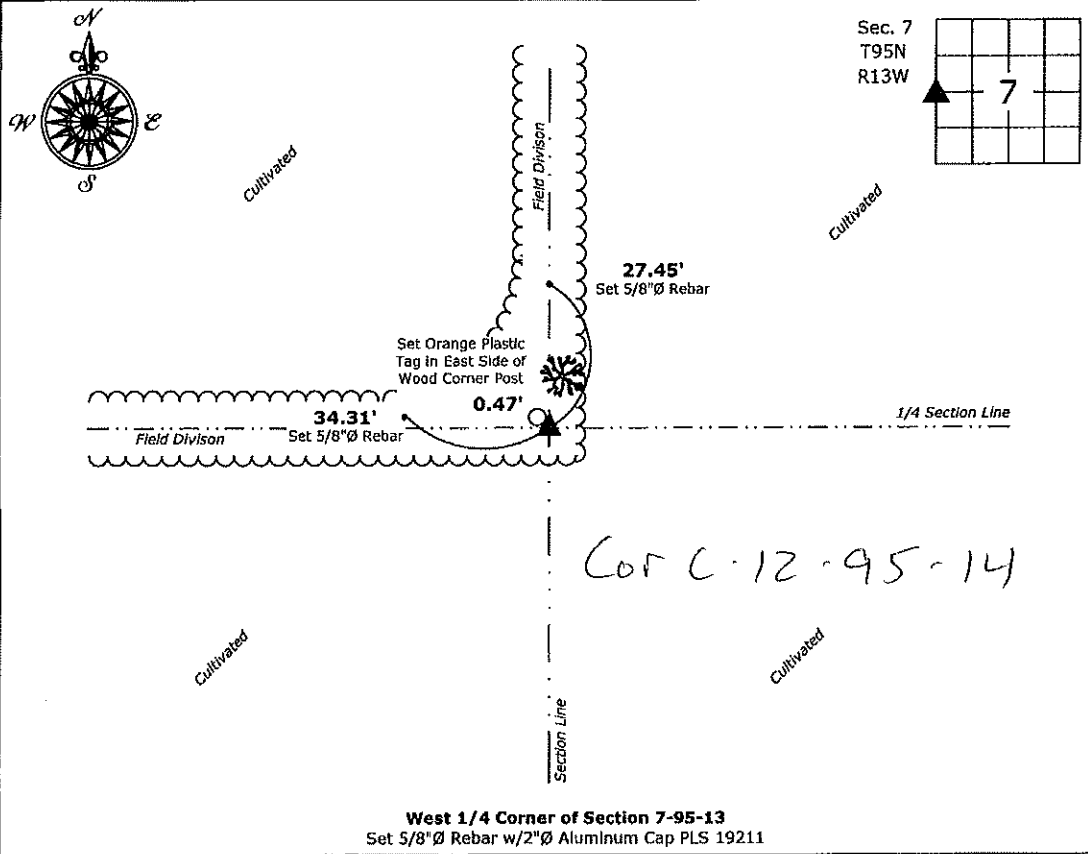 N
W
E
S
Sec. 7
T95N
R13W
7
Cultivated
Field Divison
Cultivated
27.45'
Set 5/8"Ø Rebar
Set Orange Plastic
Tag in East Side of
Wood Corner Post
0.47'
34.31'
Set 5/8"Ø Rebar
Field Divison
1/4 Section Line
Cor C-12-95-14
Cultivated
Cultivated
Section Line
West 1/4 Corner of Section 7-95-13
Set 5/8"Ø Rebar w/2"Ø Aluminum Cap PLS 19211